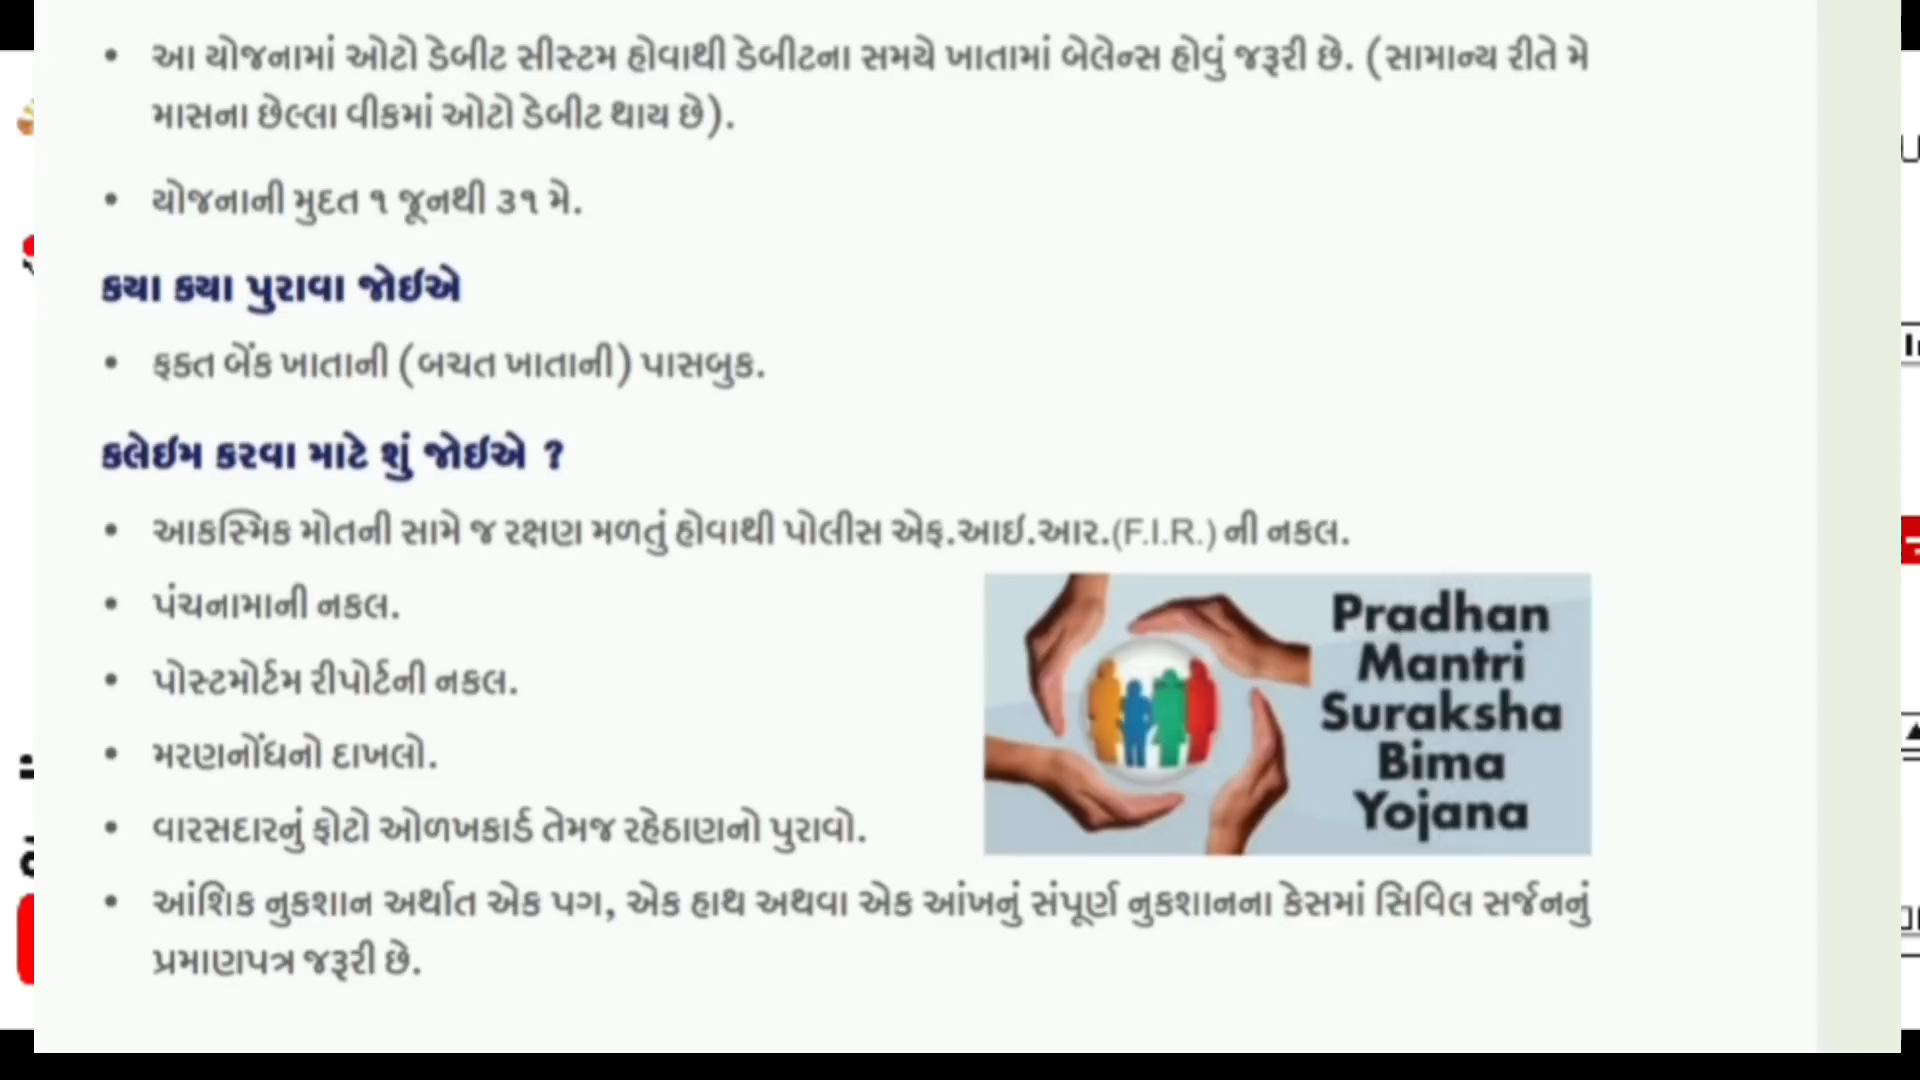 • આ યોજનામાં ઓટો ડેબીટ સીસ્ટમ હોવાથી ડેબીટના સમયે ખાતામાં બેલેન્સ હોવું જરૂરી છે. (સામાન્ય રીતે મે
માસના છેલ્લા વીકમાં ઓટો ડેબીટ થાય છે).
• યોજનાની મુદત ૧ જૂનથી ૩૧ મે.
કયા કયા પુરાવા જોઈએ
• ફકત બેંક ખાતાની (બચત ખાતાની) પાસબુક.
કલેઈમ કરવા માટે શું જોઈએ ?
• આકસ્મિક મોતની સામે જ રક્ષણ મળતું હોવાથી પોલીસ એફ.આઈ.આર.(F.I.R.) ની નકલ.
• પંચનામાની નકલ.
• પોસ્ટમોર્ટમ રીપોર્ટની નકલ.
• મરણનોંધનો દાખલો.
• વારસદારનું ફોટો ઓળખકાર્ડ તેમજ રહેઠાણનો પુરાવો.
• આંશિક નુકશાન અર્થાત એક પગ, એક હાથ અથવા એક આંખનું સંપૂર્ણ નુકશાનના કેસમાં સિવિલ સર્જનનું
પ્રમાણપત્ર જરૂરી છે.
Pradhan
Mantri
Suraksha
Bima
Yojana